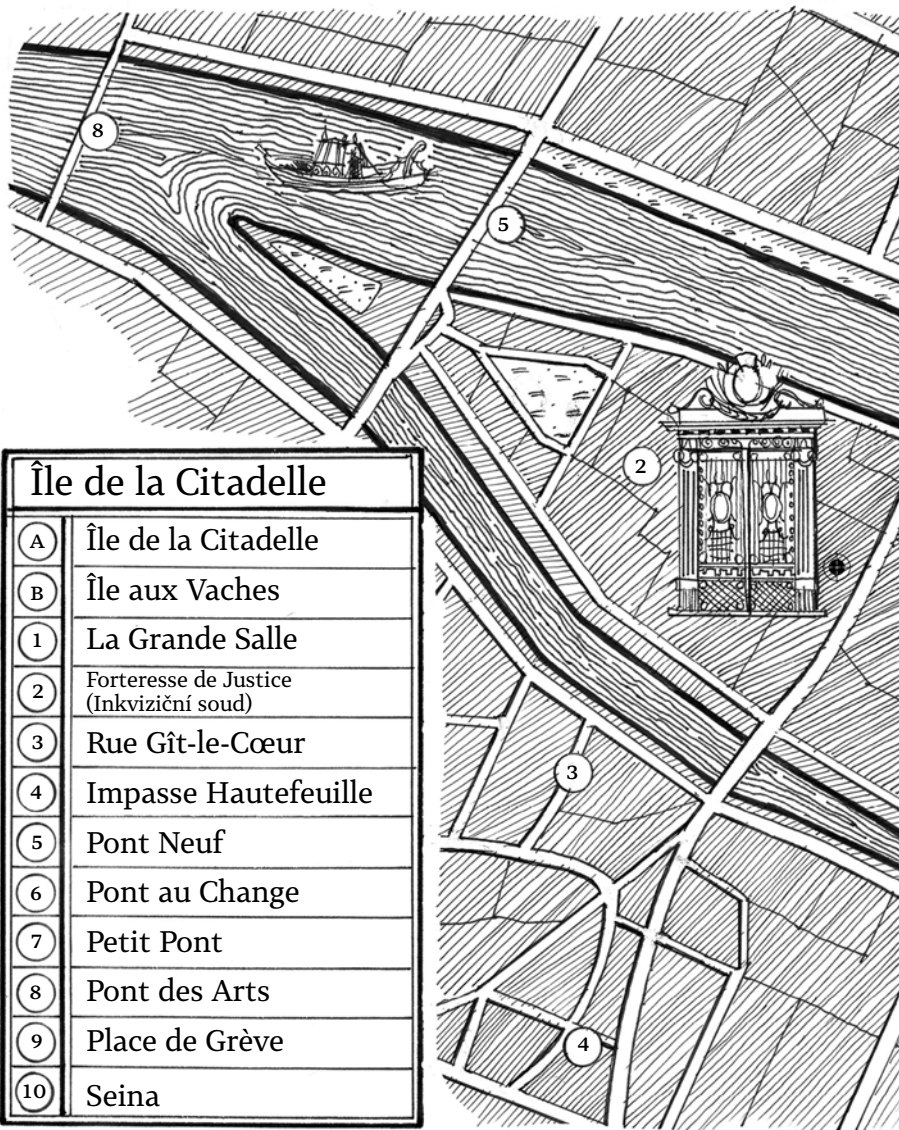 8
5
2
3
4
Île de la Citadelle
A Île de la Citadelle
B Île aux Vaches
1 La Grande Salle
2 Forteresse de Justice
(Inkviziční soud)
3 Rue Gît-le-Cœur
4 Impasse Hautefeuille
5 Pont Neuf
6 Pont au Change
7 Petit Pont
8 Pont des Arts
9 Place de Grève
10 Seina